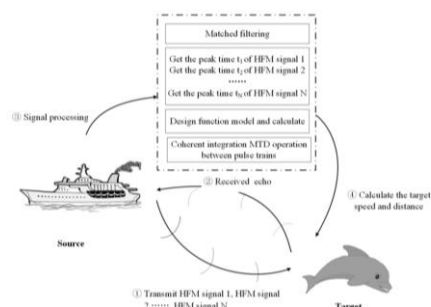 Matched filtering
Get the peak time t₁ of HFM signal 1
Get the peak time t₂ of HFM signal 2
······
Get the peak time tN of HFM signal N
Design function model and calculate
Coherent integration MTD operation
between pulse trains
③ Signal processing
② Received echo
④ Calculate the target
speed and distance
Source
① Transmit HFM signal 1, HFM signal
2 ······ HFM signal N
Target